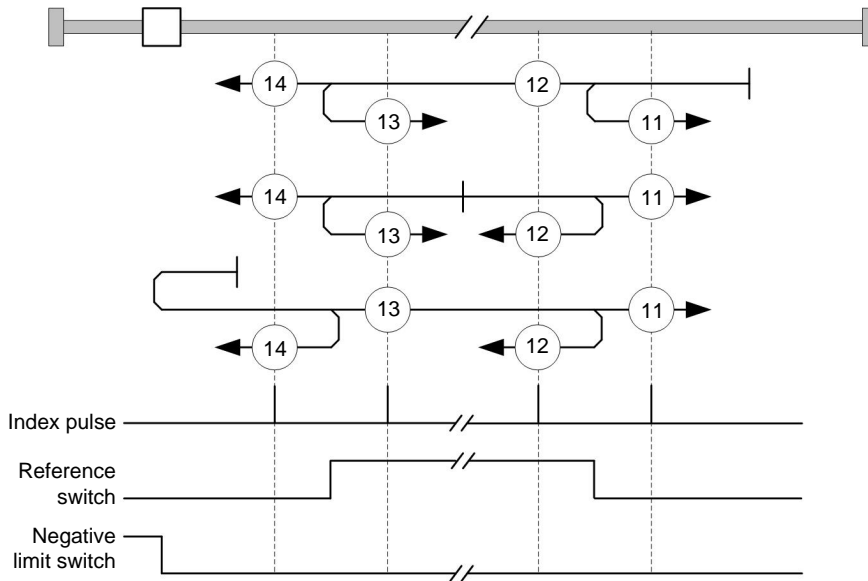 14
12
13
11
14
11
13
12
13
11
14
12
Index pulse
Reference
switch
Negative
limit switch